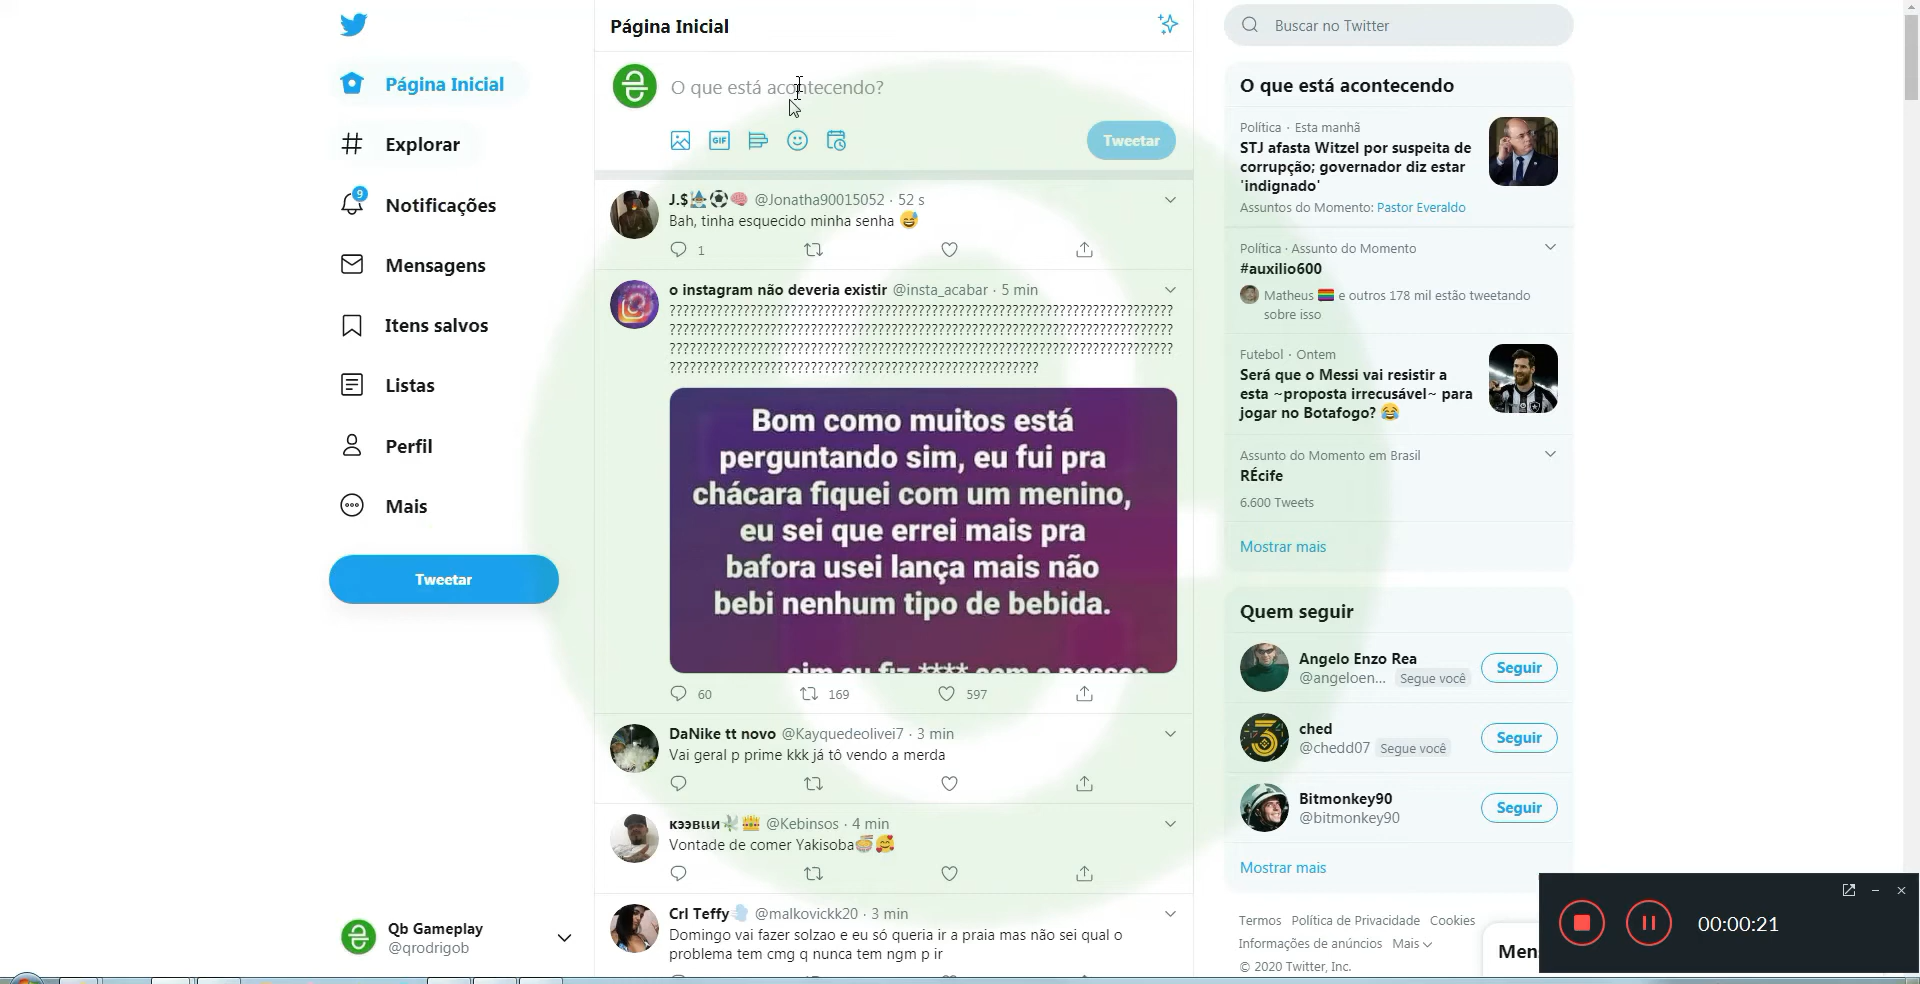 Página Inicial
Explorar
9
Notificações
Mensagens
Itens salvos
Listas
Perfil
Mais
Tweetar
Qb Gameplay
@qrodrigob
Página Inicial
O que está acontecendo?
GIF
Tweetar
J.$ @Jonatha90015052 · 52 s
Bah, tinha esquecido minha senha 😅
1
o instagram não deveria existir @insta_acabar · 5 min
Bom como muitos está
perguntando sim, eu fui pra
chácara fiquei com um menino,
eu sei que errei mais pra
bafora usei lança mais não
bebi nenhum tipo de bebida.
sim eu fiz **** com a pessoa
60 169 597
DaNike tt novo @Kayquedeolivei7 · 3 min
Vai geral p prime kkk já tô vendo a merda
@Kebinsos · 4 min
Vontade de comer Yakisoba🍜🥰
Crl Teffy💨 @malkovickk20 · 3 min
Domingo vai fazer solzao e eu só queria ir a praia mas não sei qual o
problema tem cmg q nunca tem ngm p ir
Buscar no Twitter
O que está acontecendo
Política · Esta manhã
STJ afasta Witzel por suspeita de
corrupção; governador diz estar
'indignado'
Assuntos do Momento: Pastor Everaldo
Política · Assunto do Momento
#auxilio600
Matheus 🏳️‍🌈 e outros 178 mil estão tweetando
sobre isso
Futebol · Ontem
Será que o Messi vai resistir a
esta ~proposta irrecusável~ para
jogar no Botafogo? 😂
Assunto do Momento em Brasil
RÉcife
6.600 Tweets
Mostrar mais
Quem seguir
Angelo Enzo Rea
@angeloen... Segue você
Seguir
ched
@chedd07 Segue você
Seguir
Bitmonkey90
@bitmonkey90
Seguir
Mostrar mais
Termos Política de Privacidade Cookies
Informações de anúncios Mais
© 2020 Twitter, Inc.
Men
00:00:21